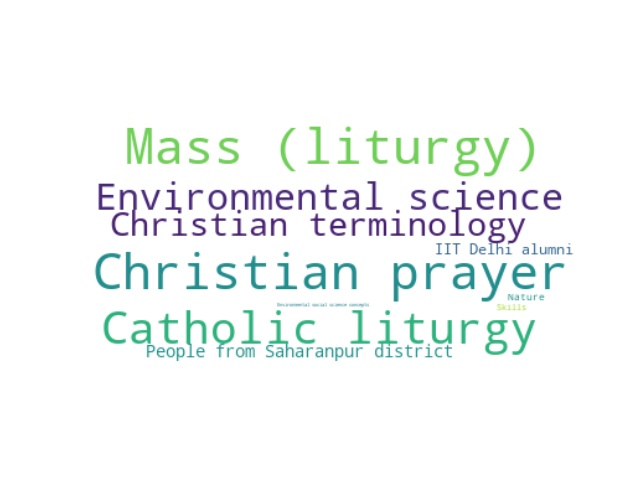 Mass (liturgy)
Environmental science
Christian terminology
IIT Delhi alumni
Christian prayer
Nature
Environmental social science concepts
Skills
Catholic liturgy
People from Saharanpur district